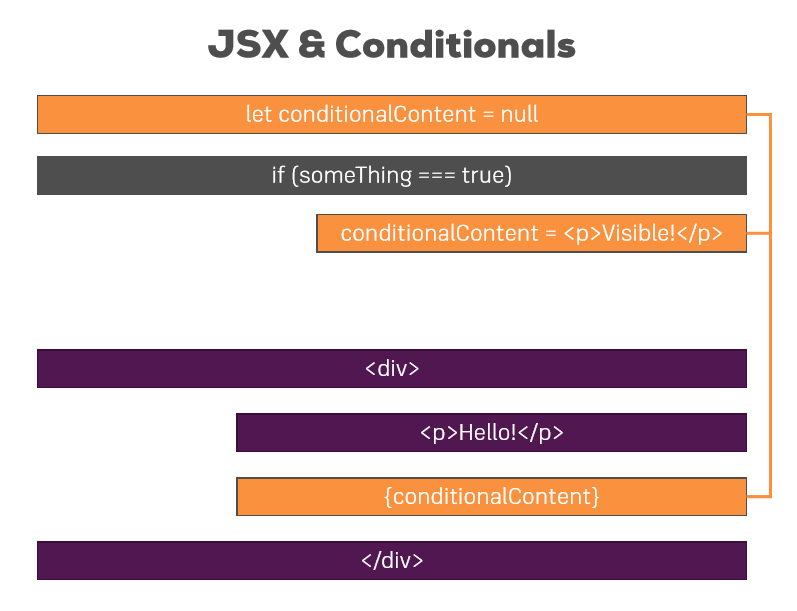 JSX & Conditionals
let conditionalContent = null
if (someThing === true)
conditionalContent = <p>Visible!</p>
<div>
<p>Hello!</p>
{conditionalContent}
</div>